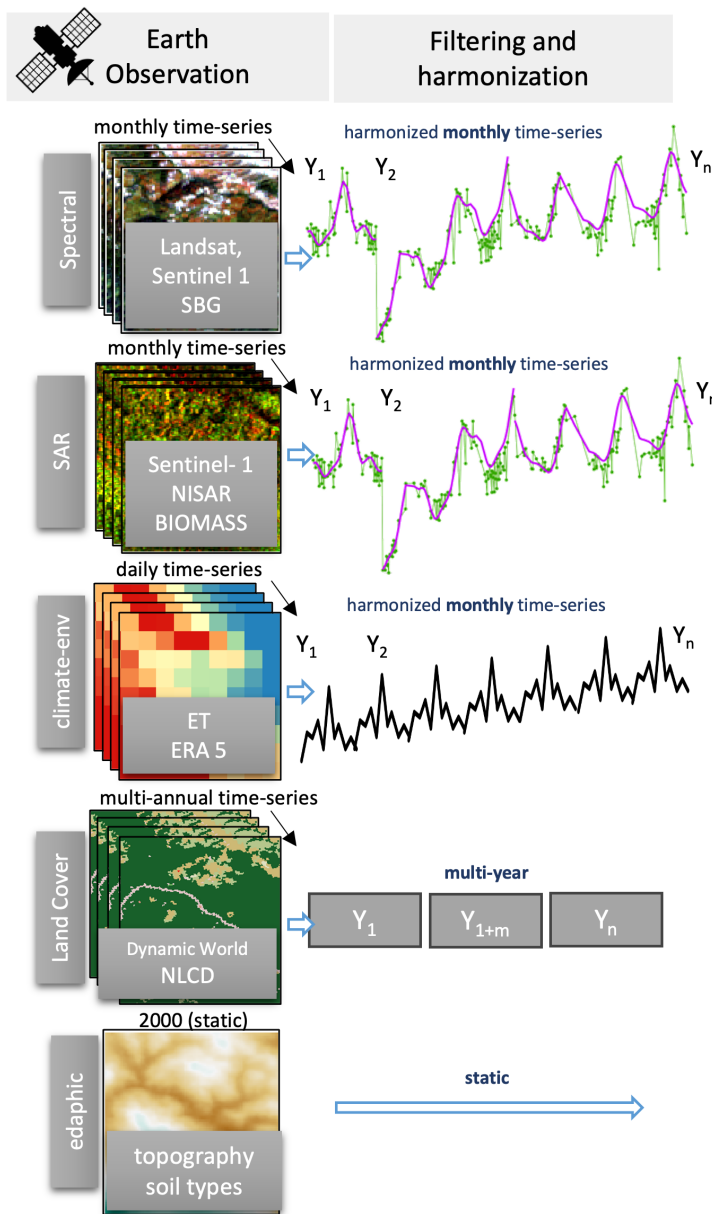 Earth
Observation
Filtering and
harmonization
Spectral
monthly time-series
Landsat,
Sentinel 1
SBG
harmonized monthly time-series
Y1
Y2
Yn
SAR
monthly time-series
Sentinel- 1
NISAR
BIOMASS
harmonized monthly time-series
Y1
Y2
Yn
climate-env
daily time-series
ET
ERA 5
harmonized monthly time-series
Y1
Y2
Yn
Land Cover
multi-annual time-series
Dynamic World
NLCD
multi-year
Y1
Y1+m
Yn
edaphic
2000 (static)
topography
soil types
static